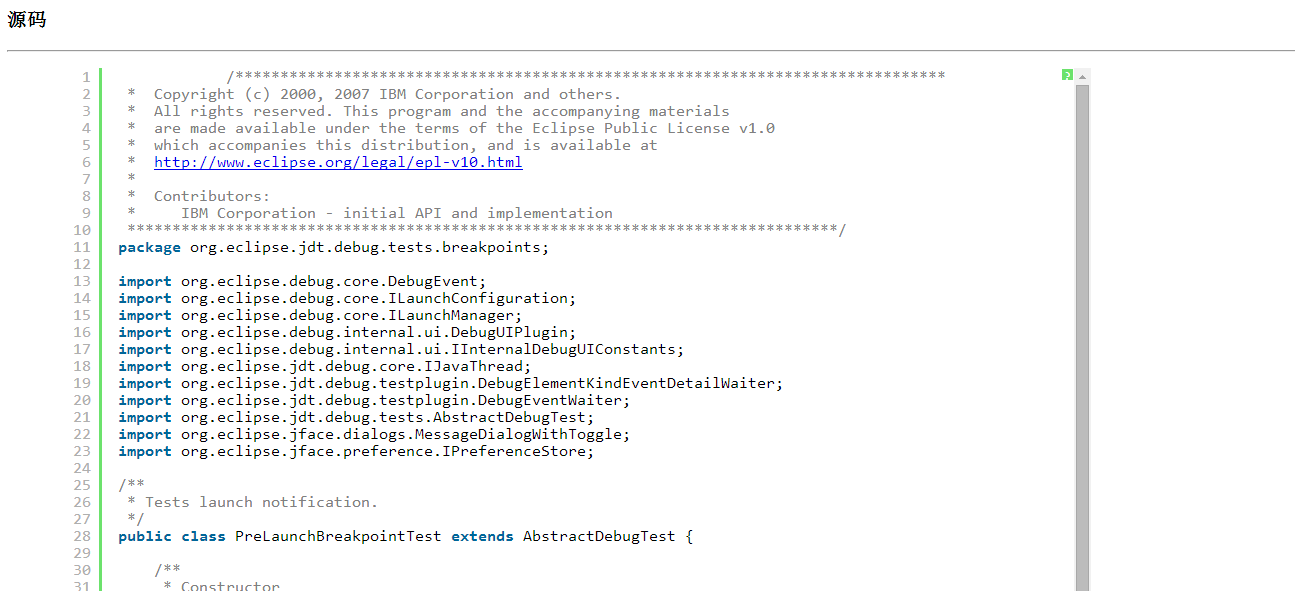 源码
1 /*******************************************************************************
2 * Copyright (c) 2000, 2007 IBM Corporation and others.
3 * All rights reserved. This program and the accompanying materials
4 * are made available under the terms of the Eclipse Public License v1.0
5 * which accompanies this distribution, and is available at
6 * http://www.eclipse.org/legal/epl-v10.html
7 *
8 * Contributors:
9 *     IBM Corporation - initial API and implementation
10 *******************************************************************************/
11 package org.eclipse.jdt.debug.tests.breakpoints;
12
13 import org.eclipse.debug.core.DebugEvent;
14 import org.eclipse.debug.core.ILaunchConfiguration;
15 import org.eclipse.debug.core.ILaunchManager;
16 import org.eclipse.debug.internal.ui.DebugUIPlugin;
17 import org.eclipse.debug.internal.ui.IInternalDebugUIConstants;
18 import org.eclipse.jdt.debug.core.IJavaThread;
19 import org.eclipse.jdt.debug.testplugin.DebugElementKindEventDetailWaiter;
20 import org.eclipse.jdt.debug.testplugin.DebugEventWaiter;
21 import org.eclipse.jdt.debug.tests.AbstractDebugTest;
22 import org.eclipse.jface.dialogs.MessageDialogWithToggle;
23 import org.eclipse.jface.preference.IPreferenceStore;
24
25 /**
26 * Tests launch notification.
27 */
28 public class PreLaunchBreakpointTest extends AbstractDebugTest {
29
30 /**
31 * Constructor
?